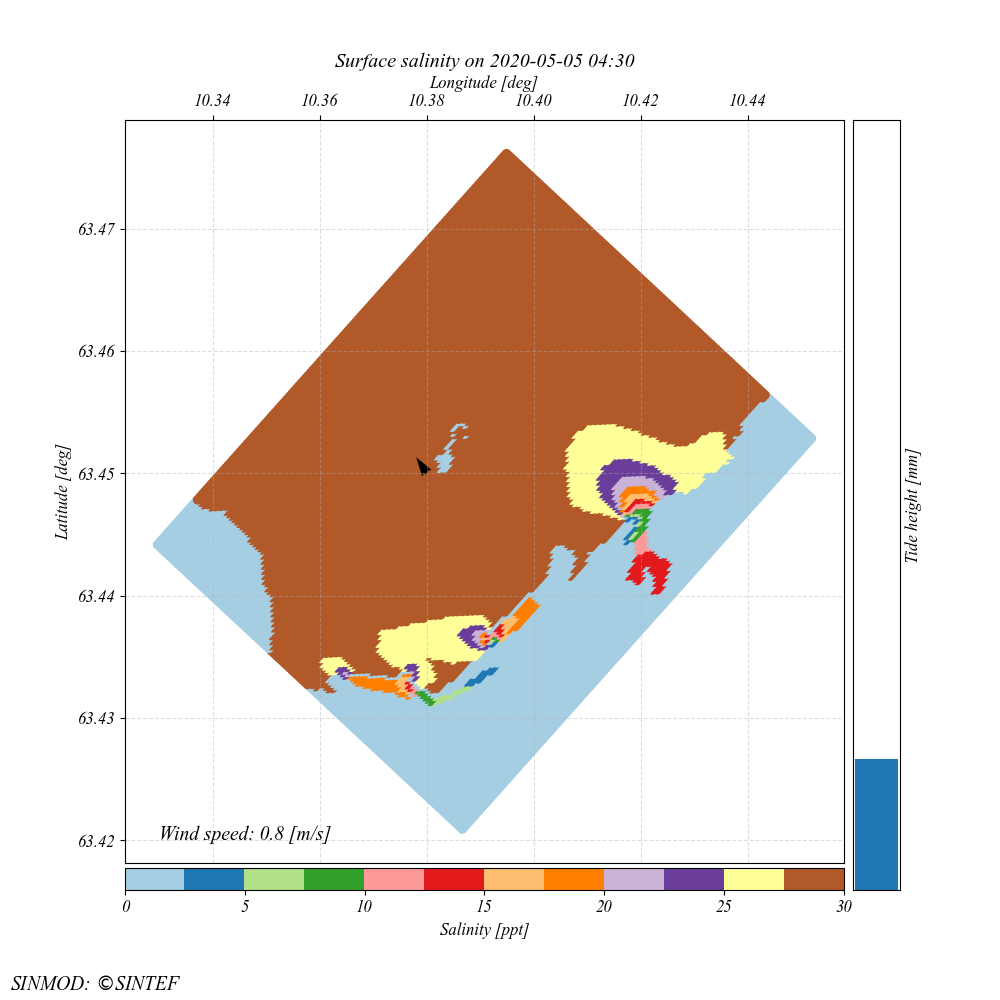 Surface salinity on 2020-05-05 04:30
Longitude [deg]
10.34 10.36 10.38 10.40 10.42 10.44
63.47
63.46
63.45
63.44
63.43
63.42
Latitude [deg]
Tide height [mm]
Wind speed: 0.8 [m/s]
0 5 10 15 20 25 30
Salinity [ppt]
SINMOD: ©SINTEF